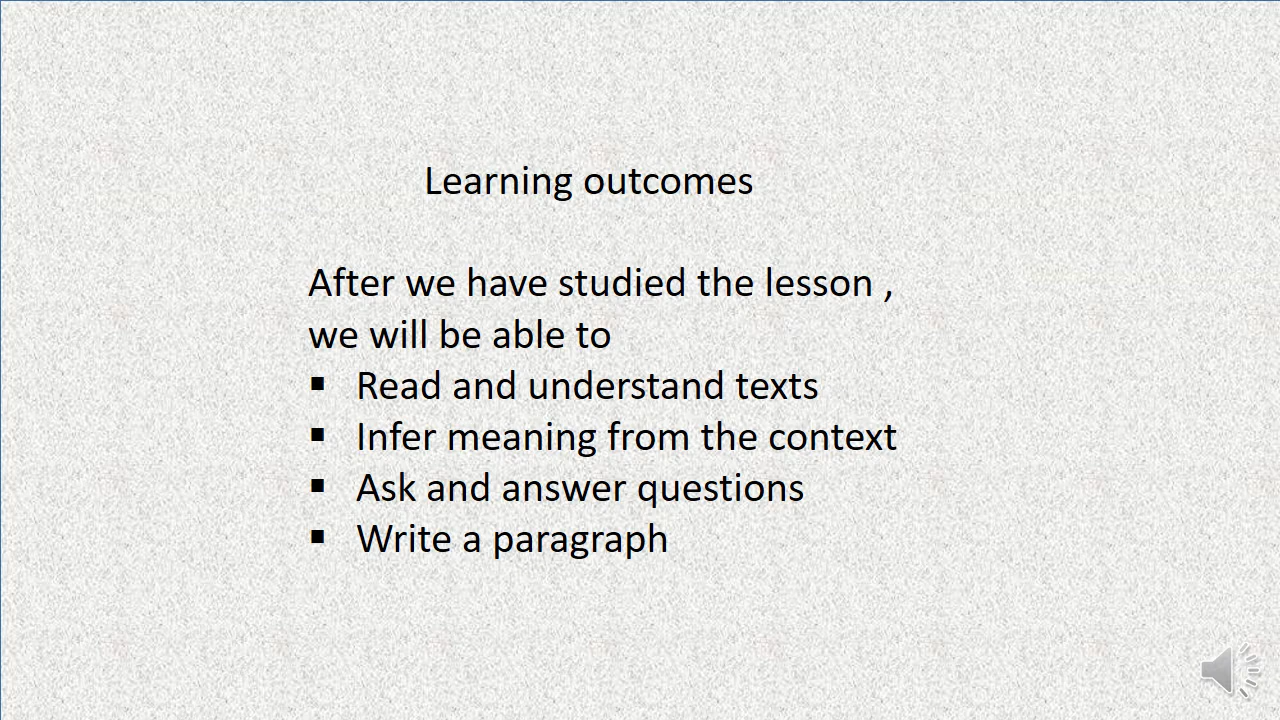 Learning outcomes
After we have studied the lesson ,
we will be able to
▪ Read and understand texts
▪ Infer meaning from the context
▪ Ask and answer questions
▪ Write a paragraph